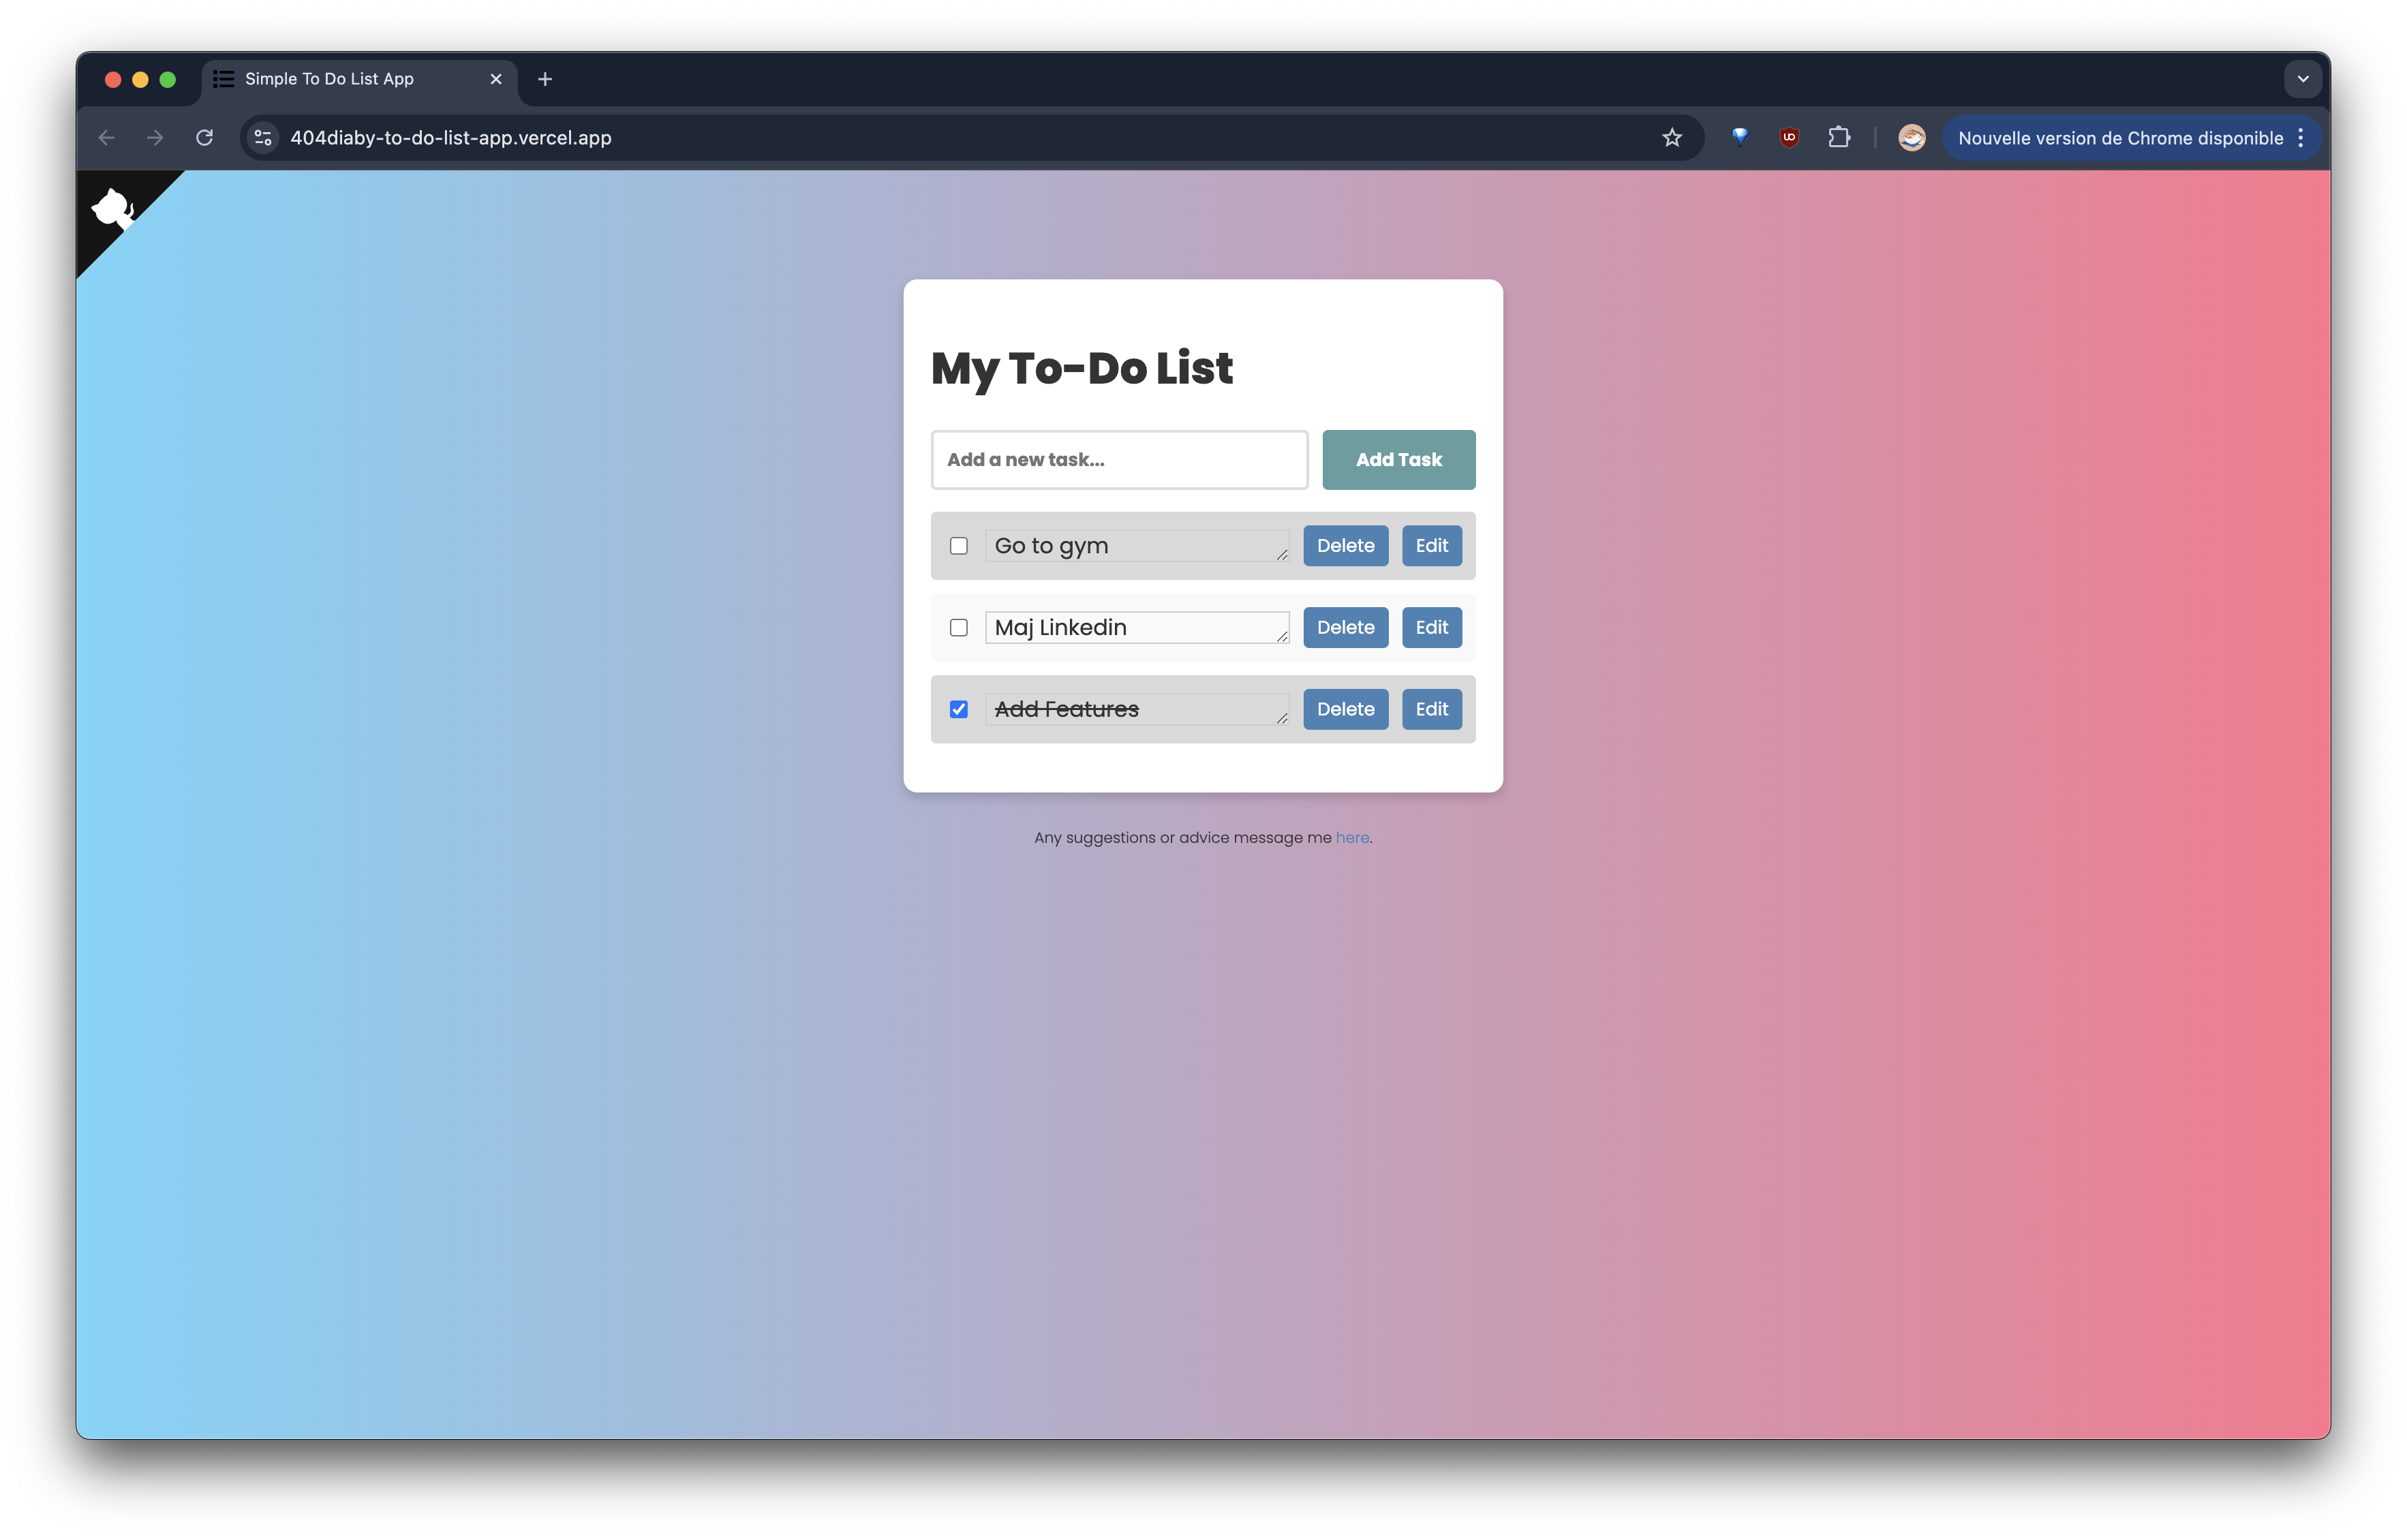 Simple To Do List App
404diaby-to-do-list-app.vercel.app
Nouvelle version de Chrome disponible
My To-Do List
Add a new task...
Add Task
Go to gym
Delete
Edit
Maj Linkedin
Delete
Edit
Add Features
Delete
Edit
Any suggestions or advice message me here.